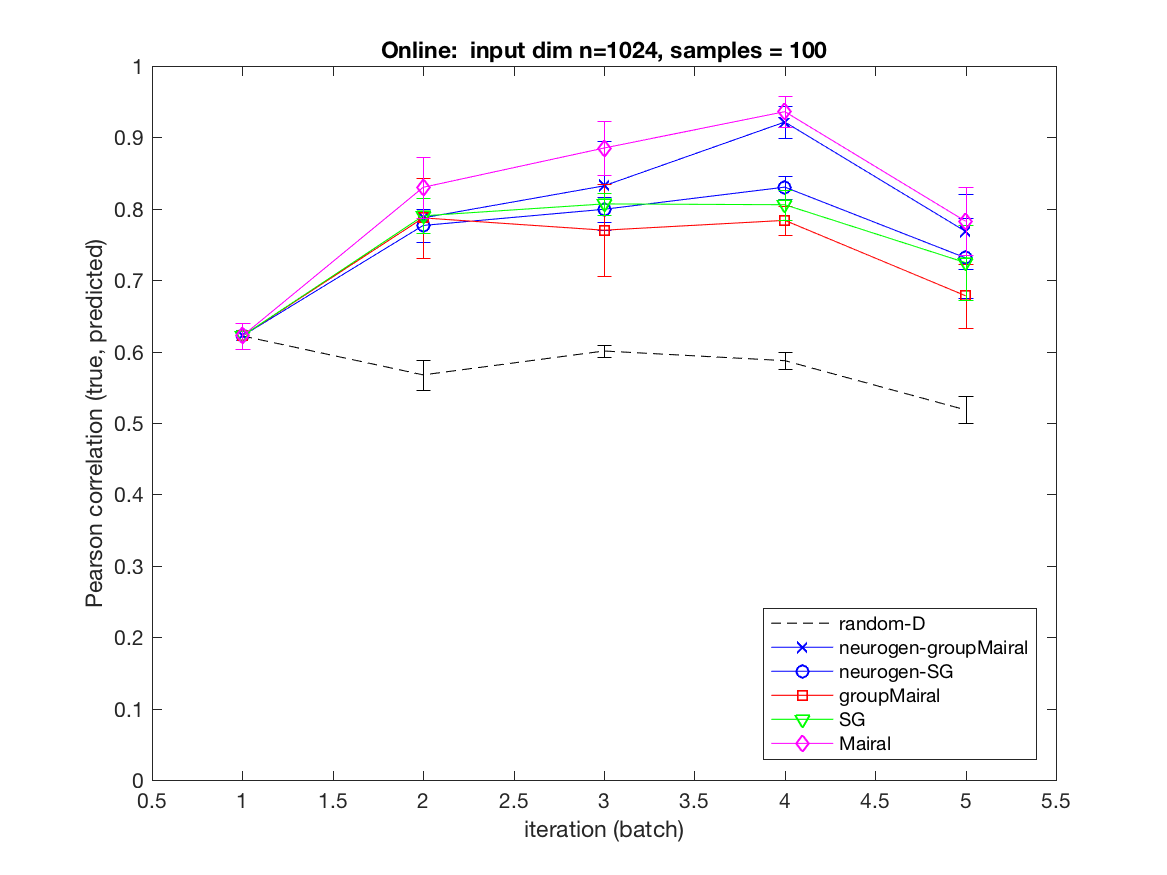 Online:  input dim n=1024, samples = 100
Pearson correlation (true, predicted)
1
0.9
0.8
0.7
0.6
0.5
0.4
0.3
0.2
0.1
0
random-D
neurogen-groupMairal
neurogen-SG
groupMairal
SG
Mairal
0.5 1 1.5 2 2.5 3 3.5 4 4.5 5 5.5
iteration (batch)